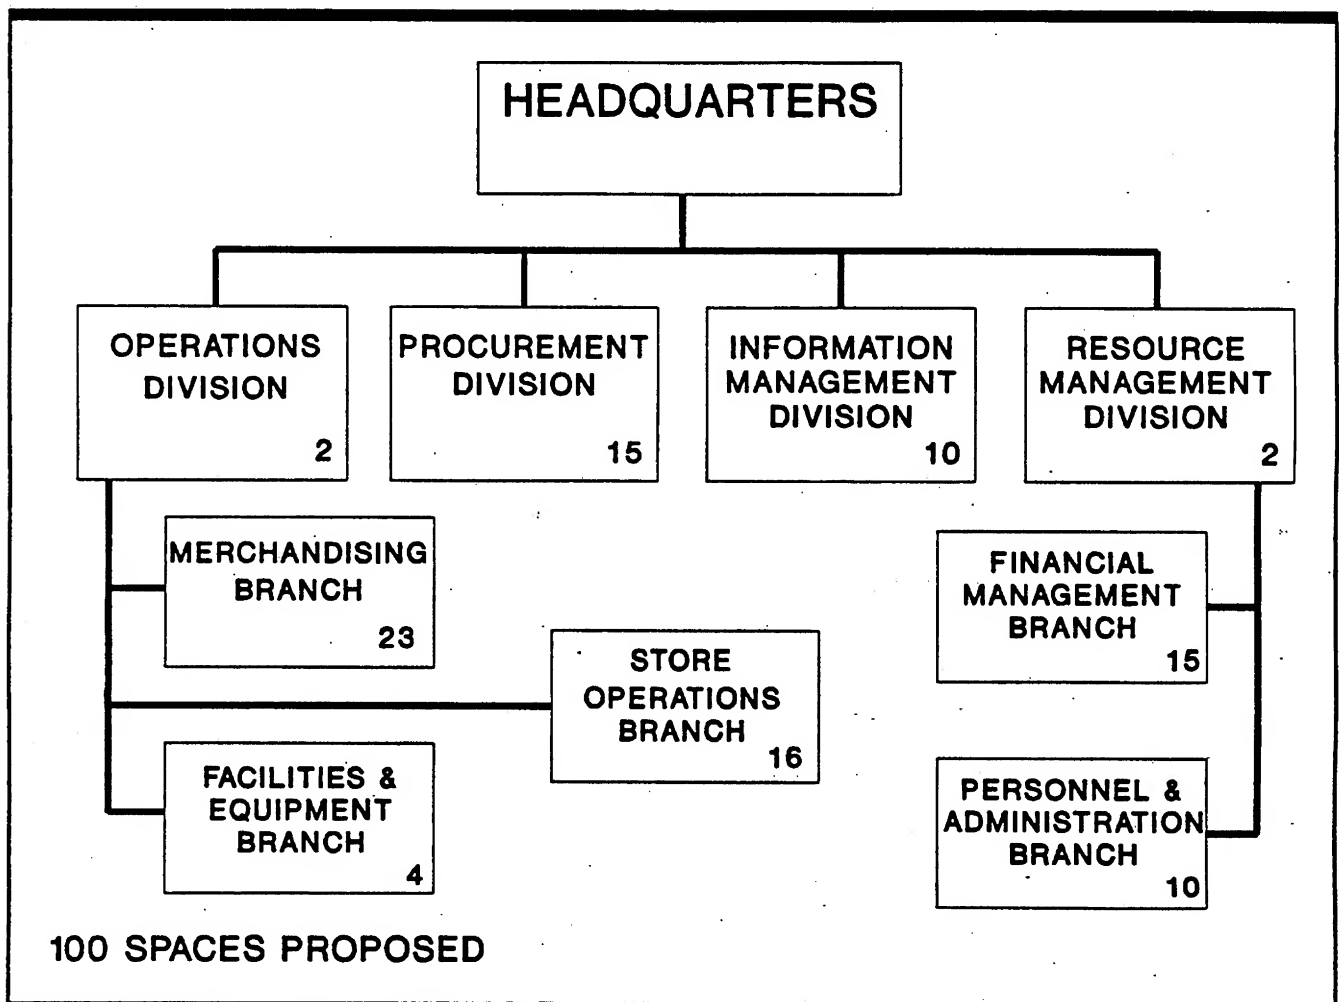 HEADQUARTERS
OPERATIONS
DIVISION
2
PROCUREMENT
DIVISION
15
INFORMATION
MANAGEMENT
DIVISION
10
RESOURCE
MANAGEMENT
DIVISION
2
MERCHANDISING
BRANCH
23
STORE
OPERATIONS
BRANCH
16
FACILITIES &
EQUIPMENT
BRANCH
4
FINANCIAL
MANAGEMENT
BRANCH
15
PERSONNEL &
ADMINISTRATION
BRANCH
10
100 SPACES PROPOSED